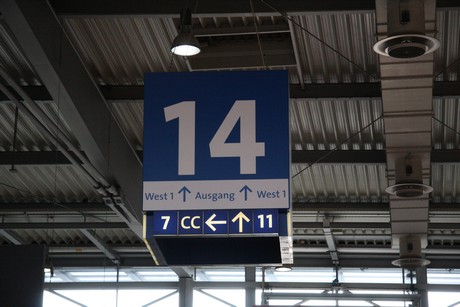 14
West 1 ↑ Ausgang ↑ West 1
7 CC ← ↑ 11